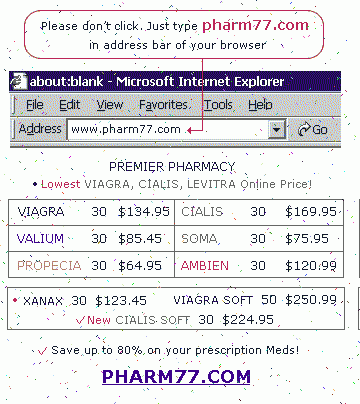 Please don't click. Just type pharm77.com
in address bar of your browser
about:blank - Microsoft Internet Explorer
File Edit View Favorites Tools Help
Address www.pharm77.com Go
PREMIER PHARMACY
• Lowest VIAGRA, CIALIS, LEVITRA Online Price!
VIAGRA 30 $134.95 CIALIS 30 $169.95
VALIUM 30 $85.45 SOMA 30 $75.95
PROPECIA 30 $64.95 AMBIEN 30 $120.99
• XANAX 30 $123.45 VIAGRA SOFT 50 $250.99
✓New CIALIS SOFT 30 $224.95
✓ Save up to 80% on your prescription Meds!
PHARM77.COM